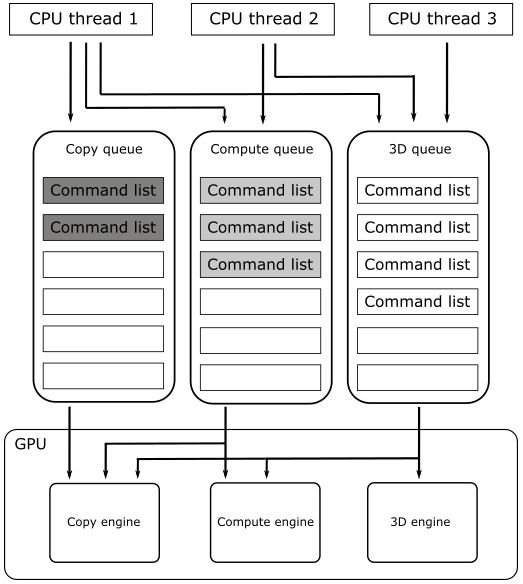 CPU thread 1
CPU thread 2
CPU thread 3
Copy queue
Command list
Command list
Compute queue
Command list
Command list
Command list
3D queue
Command list
Command list
Command list
Command list
GPU
Copy engine
Compute engine
3D engine